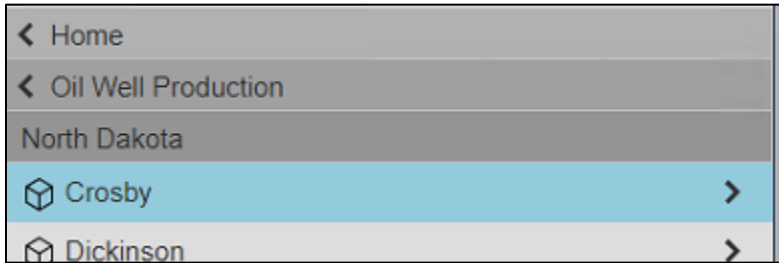 Home
Oil Well Production
North Dakota
Crosby
Dickinson